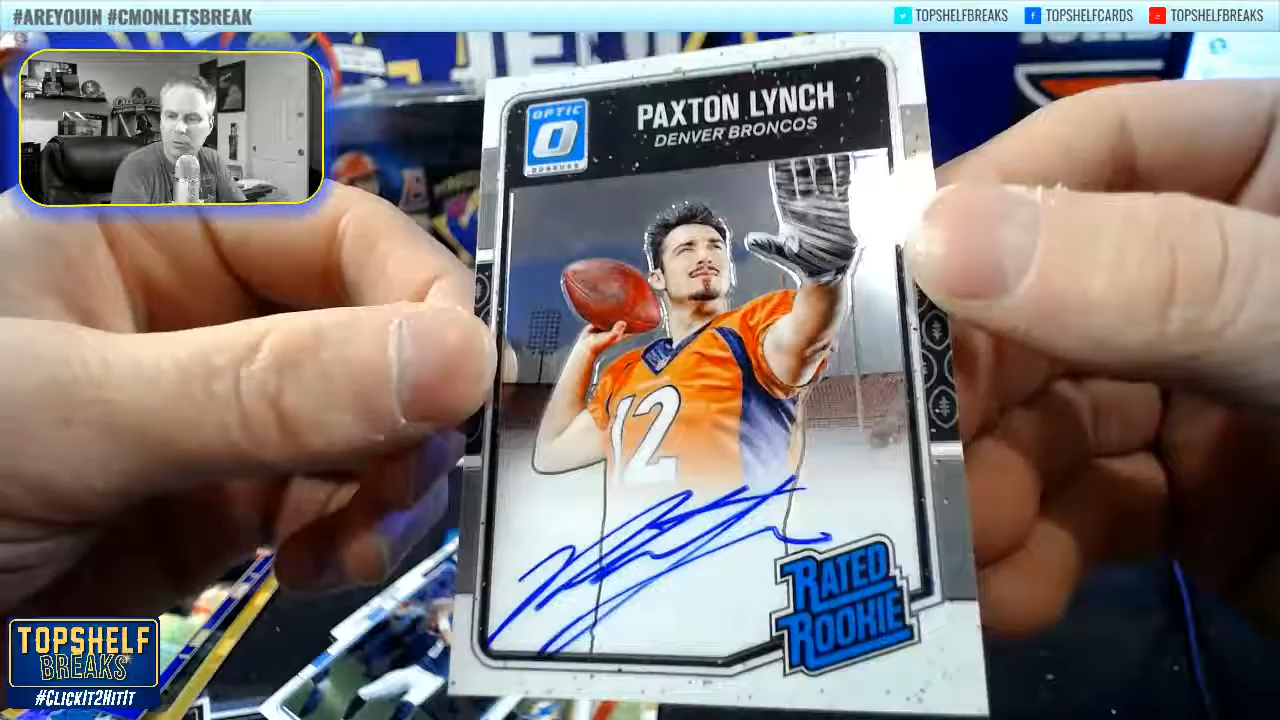 #AREYOUIN #CMONLETSBREAK
TOPSHELFBREAKS
TOPSHELFCARDS
TOPSHELFBREAKS
OPTIC
O
DONRUSS
PAXTON LYNCH
DENVER BRONCOS
12
RATED
ROOKIE
TOPSHELF
BREAKS
#CLICKIT2HITIT